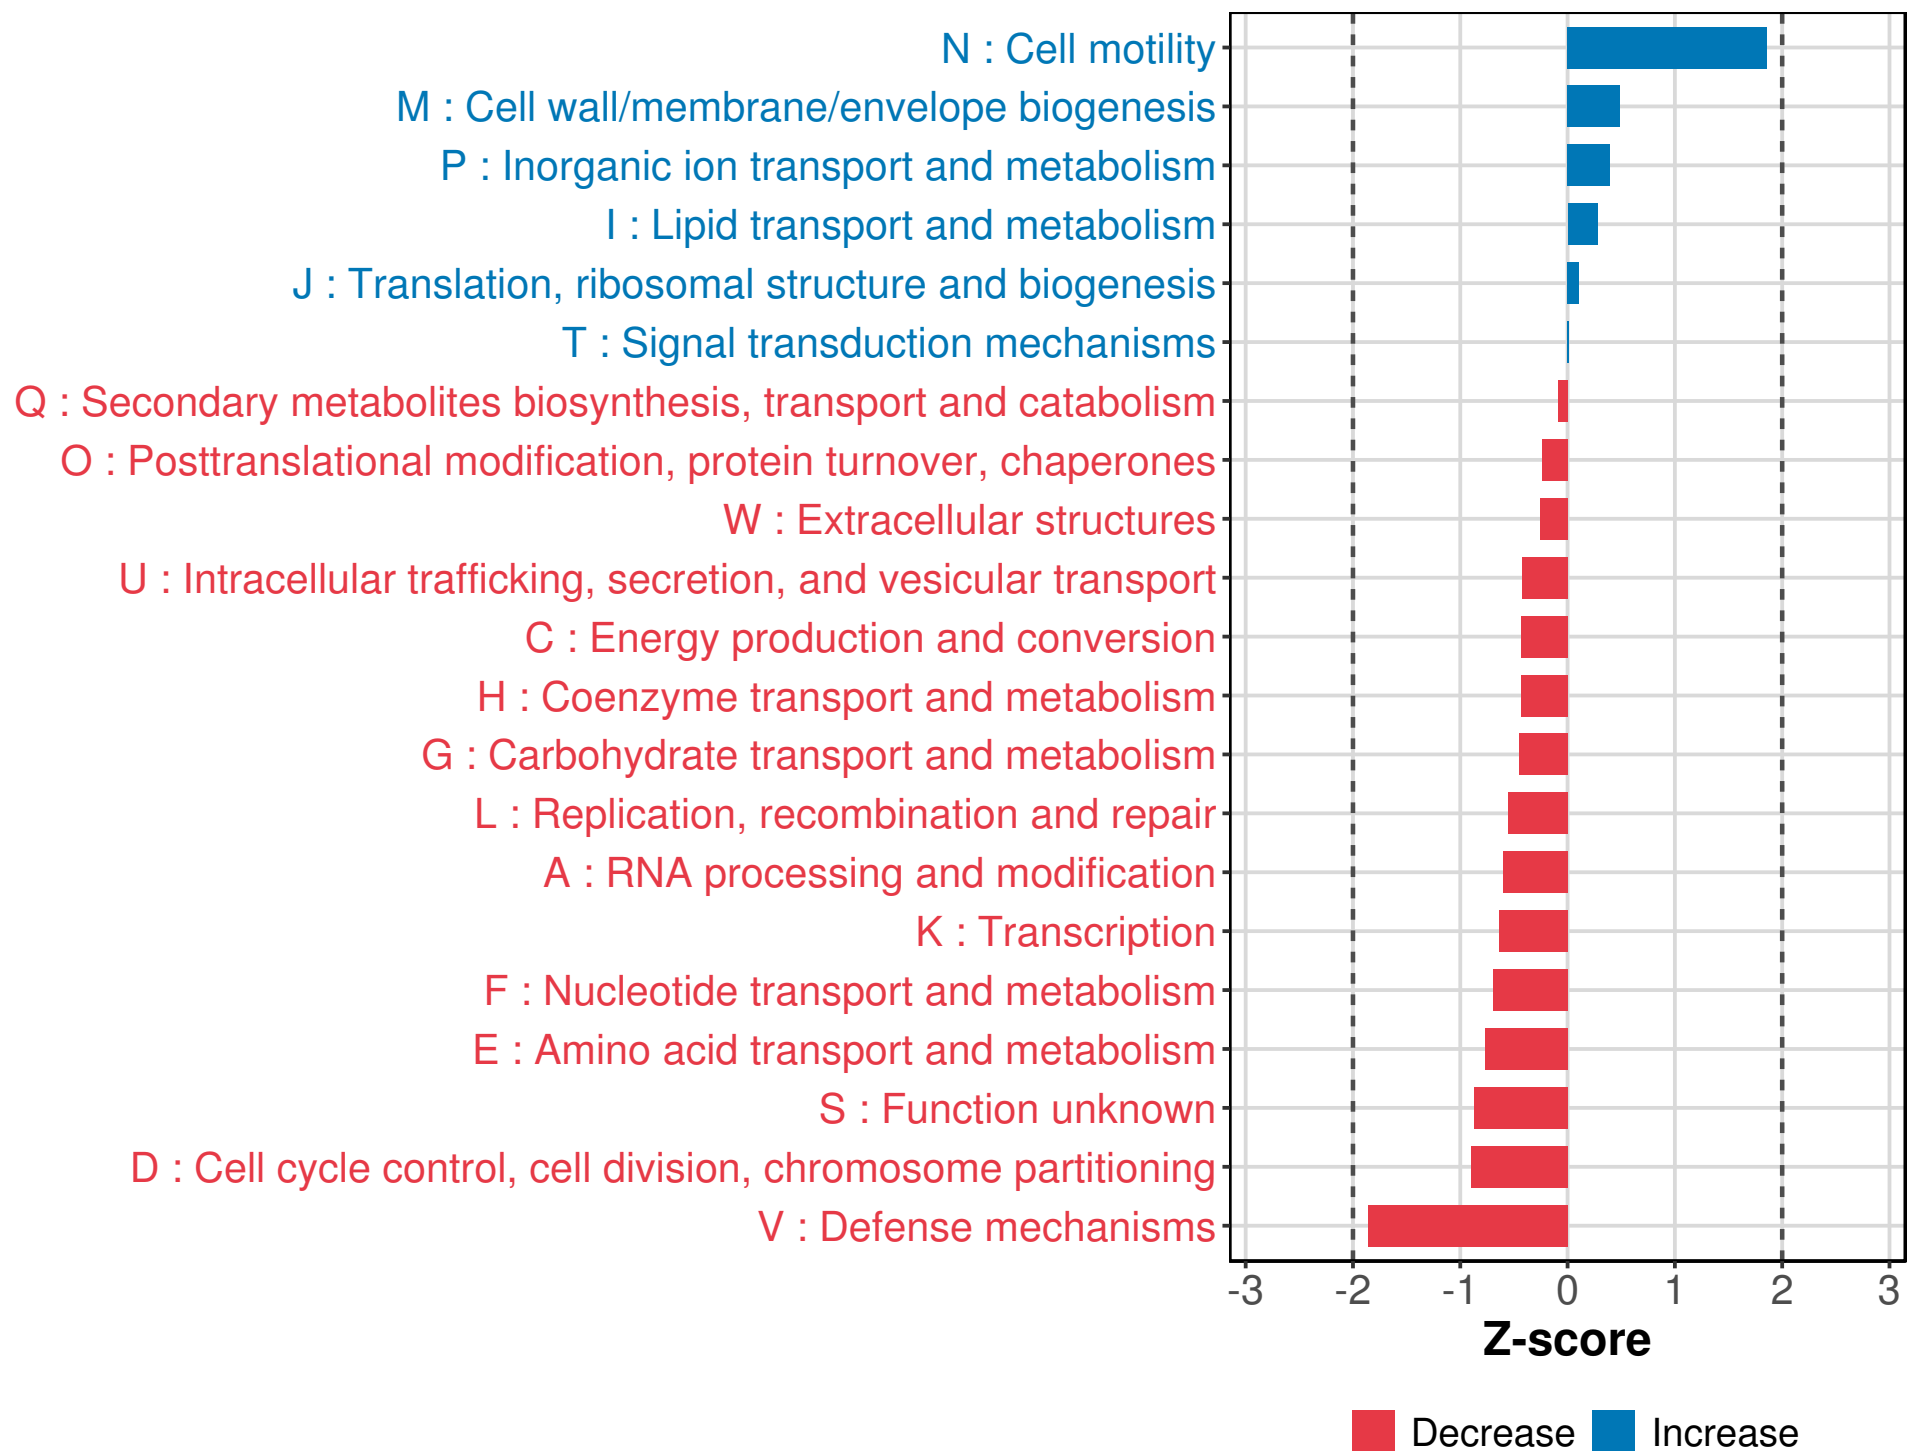 N : Cell motility
M : Cell wall/membrane/envelope biogenesis
P : Inorganic ion transport and metabolism
I : Lipid transport and metabolism
J : Translation, ribosomal structure and biogenesis
T : Signal transduction mechanisms
Q : Secondary metabolites biosynthesis, transport and catabolism
O : Posttranslational modification, protein turnover, chaperones
W : Extracellular structures
U : Intracellular trafficking, secretion, and vesicular transport
C : Energy production and conversion
H : Coenzyme transport and metabolism
G : Carbohydrate transport and metabolism
L : Replication, recombination and repair
A : RNA processing and modification
K : Transcription
F : Nucleotide transport and metabolism
E : Amino acid transport and metabolism
S : Function unknown
D : Cell cycle control, cell division, chromosome partitioning
V : Defense mechanisms
-3 -2 -1 0 1 2 3
Z-score
Decrease Increase